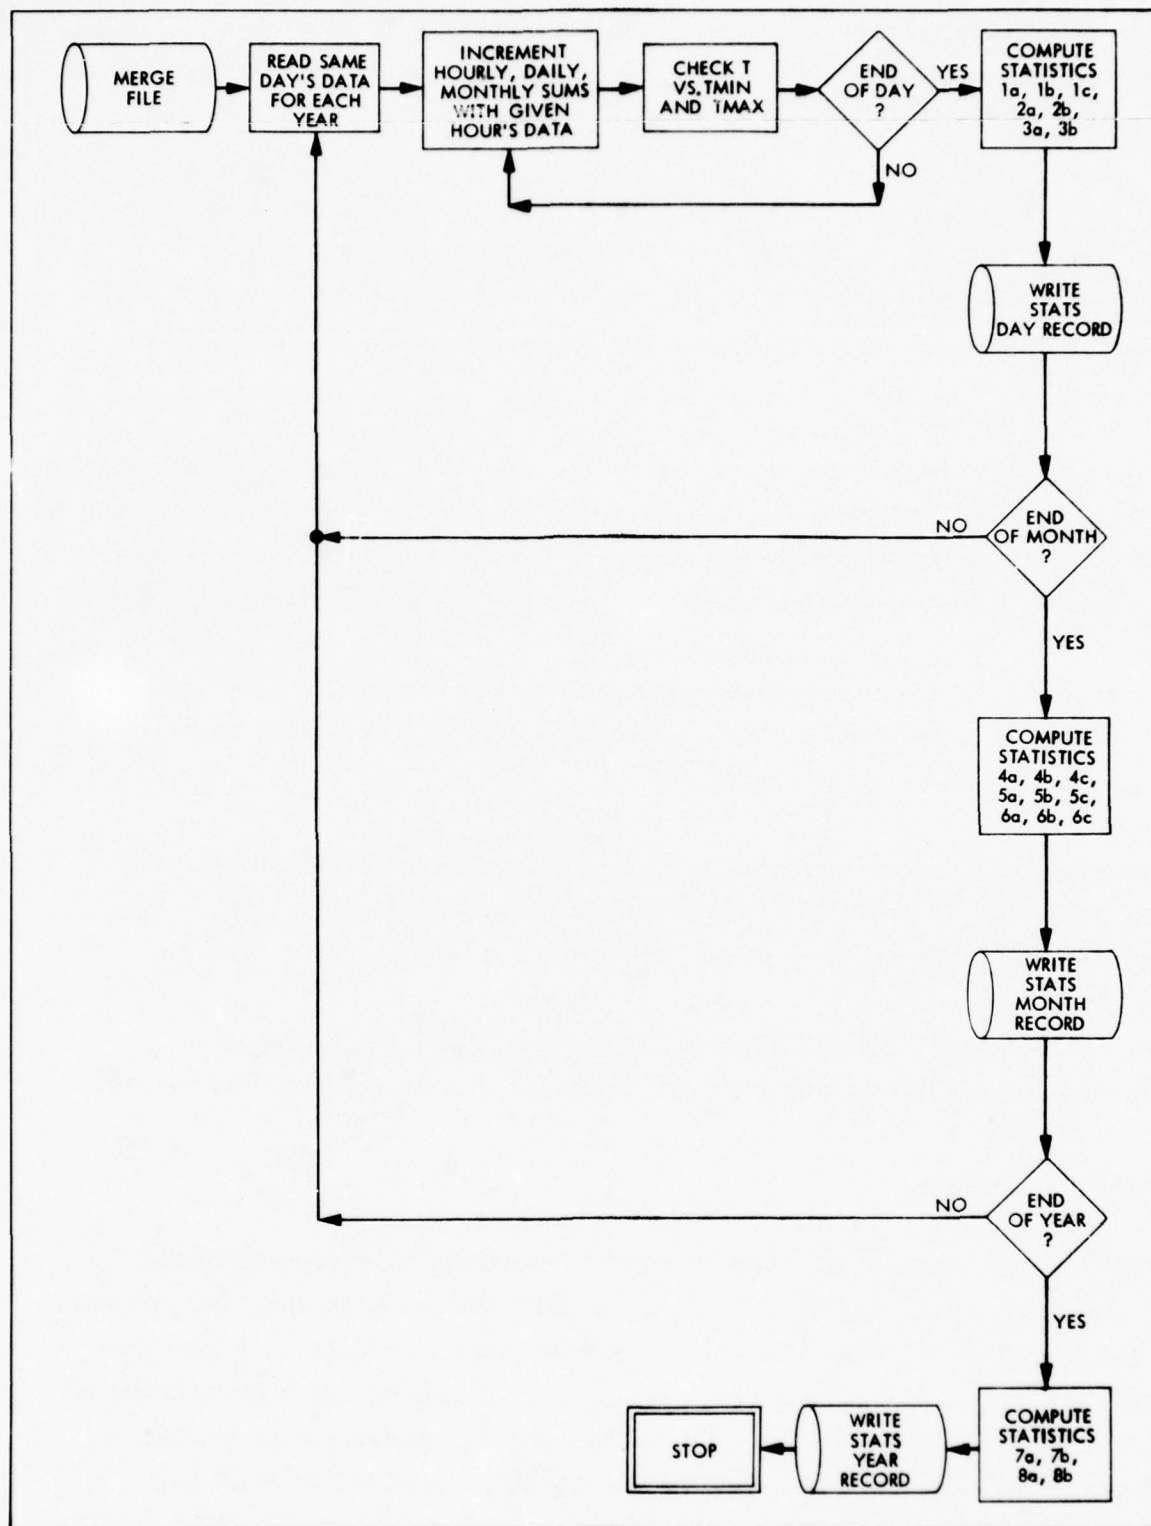 MERGE
FILE
READ SAME
DAY'S DATA
FOR EACH
YEAR
INCREMENT
HOURLY, DAILY,
MONTHLY SUMS
WITH GIVEN
HOUR'S DATA
CHECK T
VS. TMIN
AND TMAX
END
OF DAY
?
YES
NO
COMPUTE
STATISTICS
1a, 1b, 1c,
2a, 2b,
3a, 3b
WRITE
STATS
DAY RECORD
END
OF MONTH
?
NO
YES
COMPUTE
STATISTICS
4a, 4b, 4c,
5a, 5b, 5c,
6a, 6b, 6c
WRITE
STATS
MONTH
RECORD
END
OF YEAR
?
NO
YES
COMPUTE
STATISTICS
7a, 7b,
8a, 8b
WRITE
STATS
YEAR
RECORD
STOP